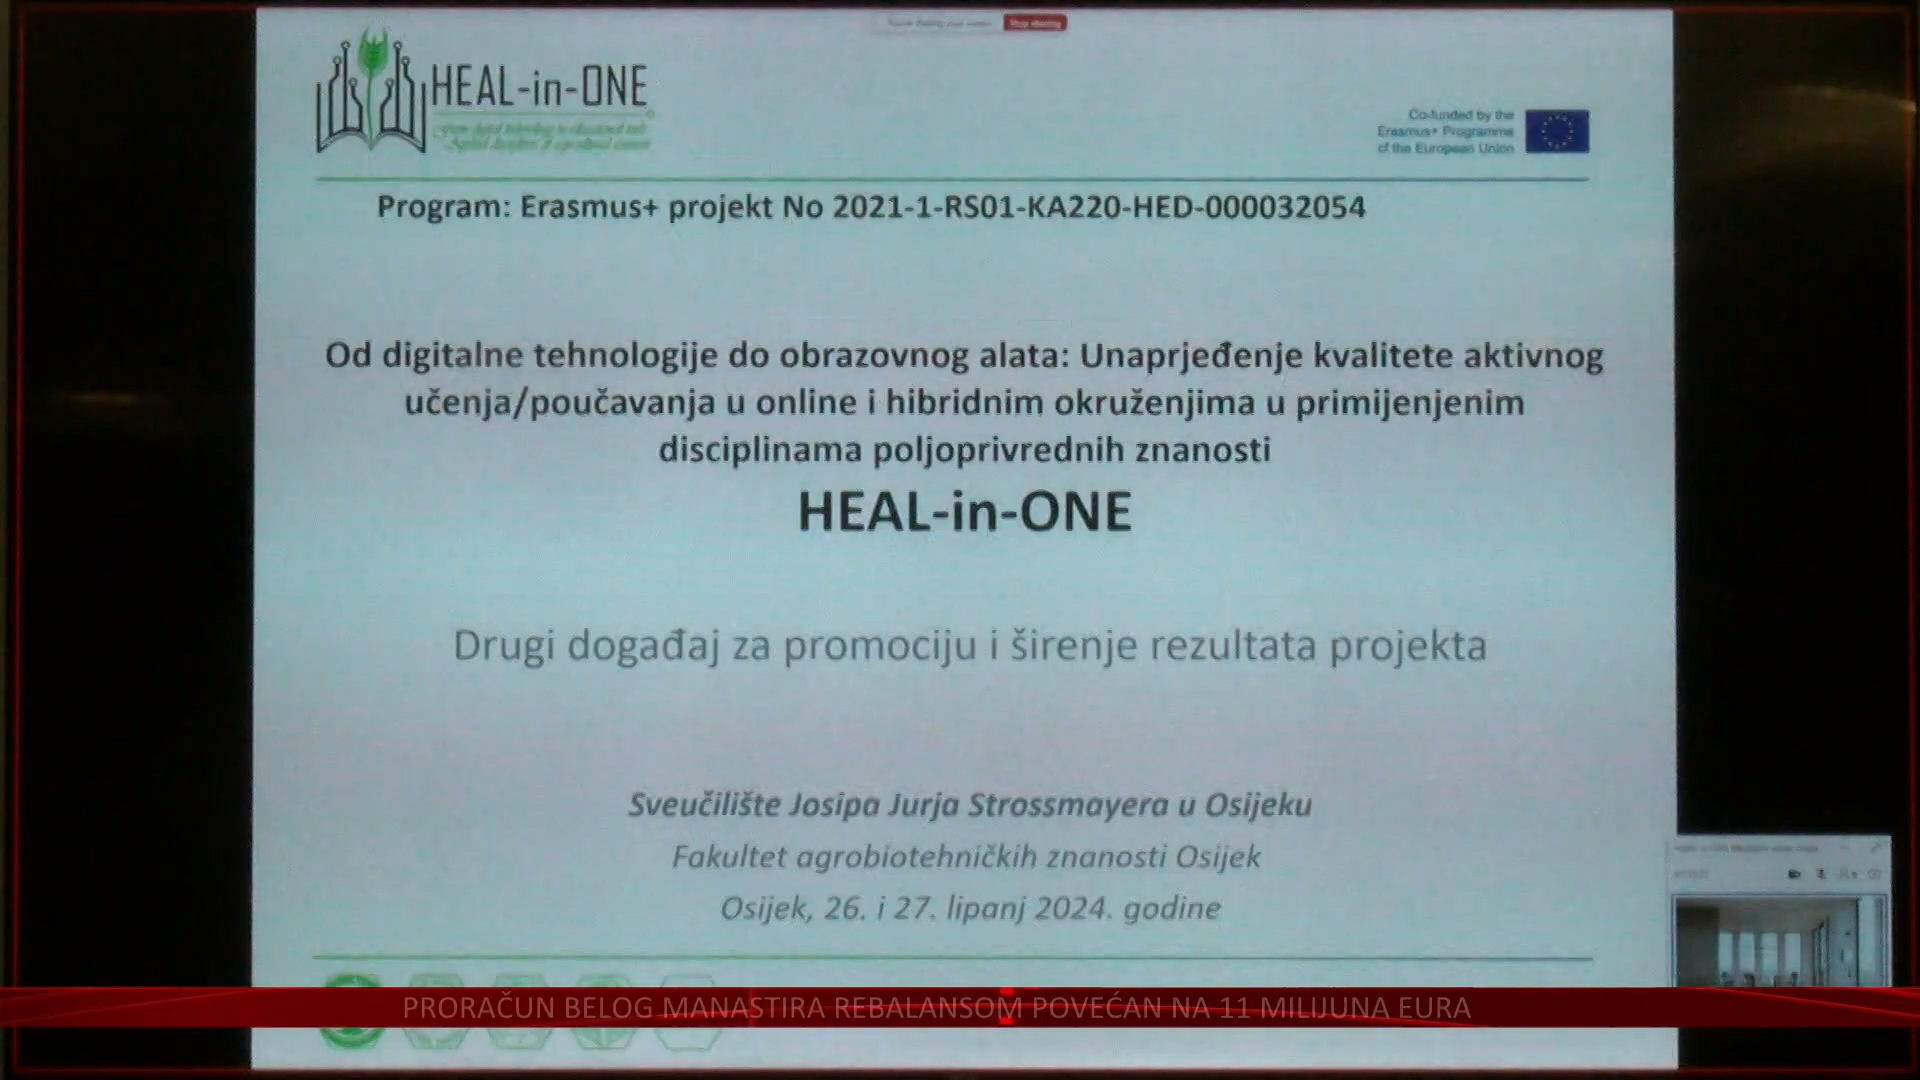 Stop sharing
HEAL-in-ONE
Co-funded by the
Erasmus+ Programme
of the European Union
Program: Erasmus+ projekt No 2021-1-RS01-KA220-HED-000032054
Od digitalne tehnologije do obrazovnog alata: Unaprjeđenje kvalitete aktivnog
učenja/poučavanja u online i hibridnim okruženjima u primijenjenim
disciplinama poljoprivrednih znanosti
HEAL-in-ONE
Drugi događaj za promociju i širenje rezultata projekta
Sveučilište Josipa Jurja Strossmayera u Osijeku
Fakultet agrobiotehničkih znanosti Osijek
Osijek, 26. i 27. lipanj 2024. godine
PRORAČUN BELOG MANASTIRA REBALANSOM POVEĆAN NA 11 MILIJUNA EURA